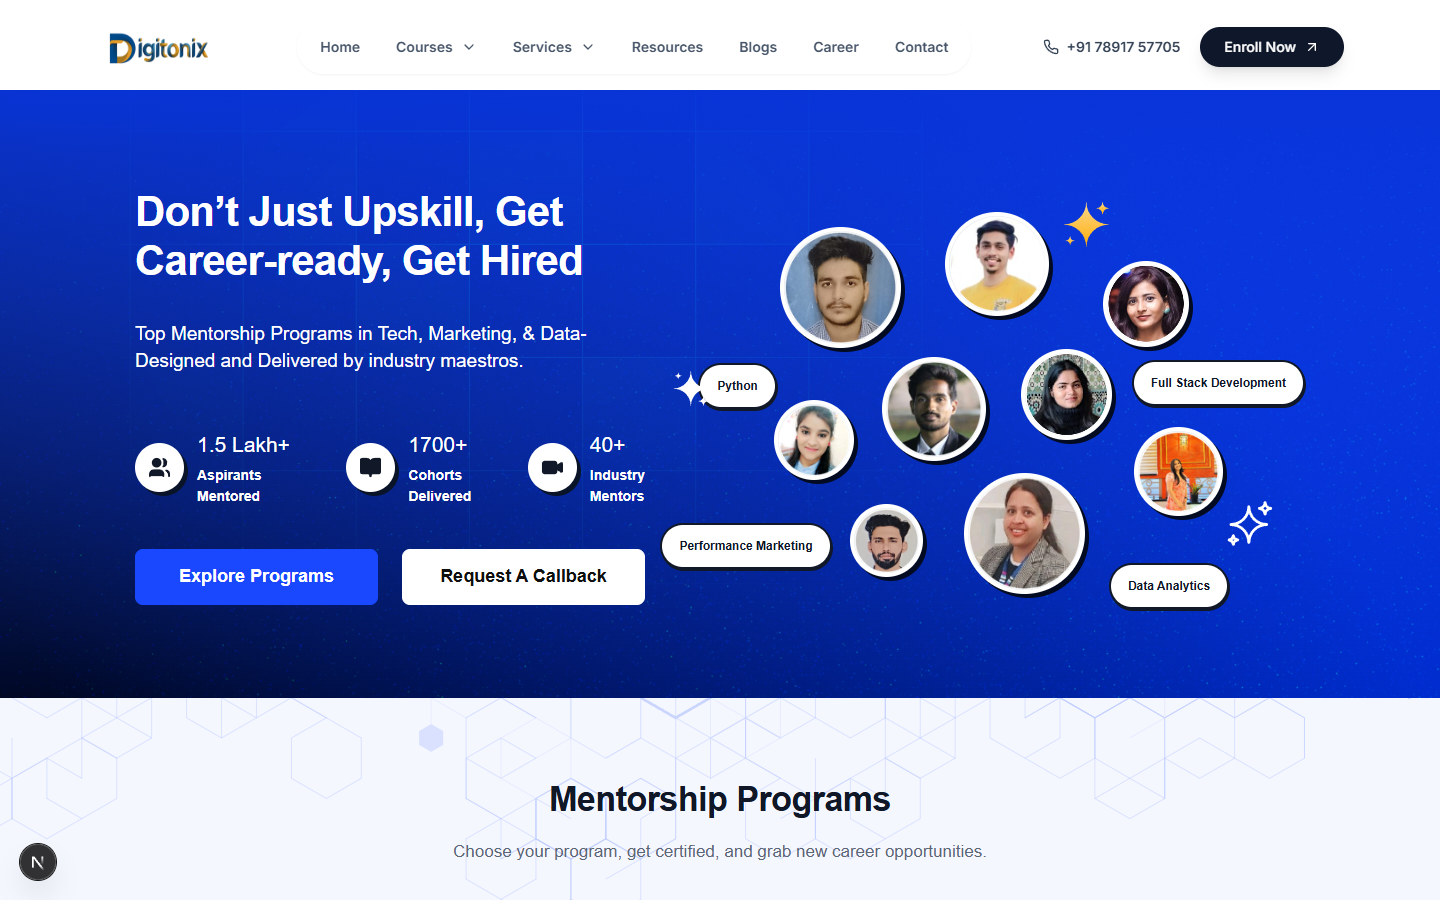 Digitonix
Home
Courses
Services
Resources
Blogs
Career
Contact
+91 78917 57705
Enroll Now
Don’t Just Upskill, Get
Career-ready, Get Hired
Top Mentorship Programs in Tech, Marketing, & Data-
Designed and Delivered by industry maestros.
1.5 Lakh+
Aspirants
Mentored
1700+
Cohorts
Delivered
40+
Industry
Mentors
Explore Programs
Request A Callback
Python
Full Stack Development
Performance Marketing
Data Analytics
Mentorship Programs
Choose your program, get certified, and grab new career opportunities.
N